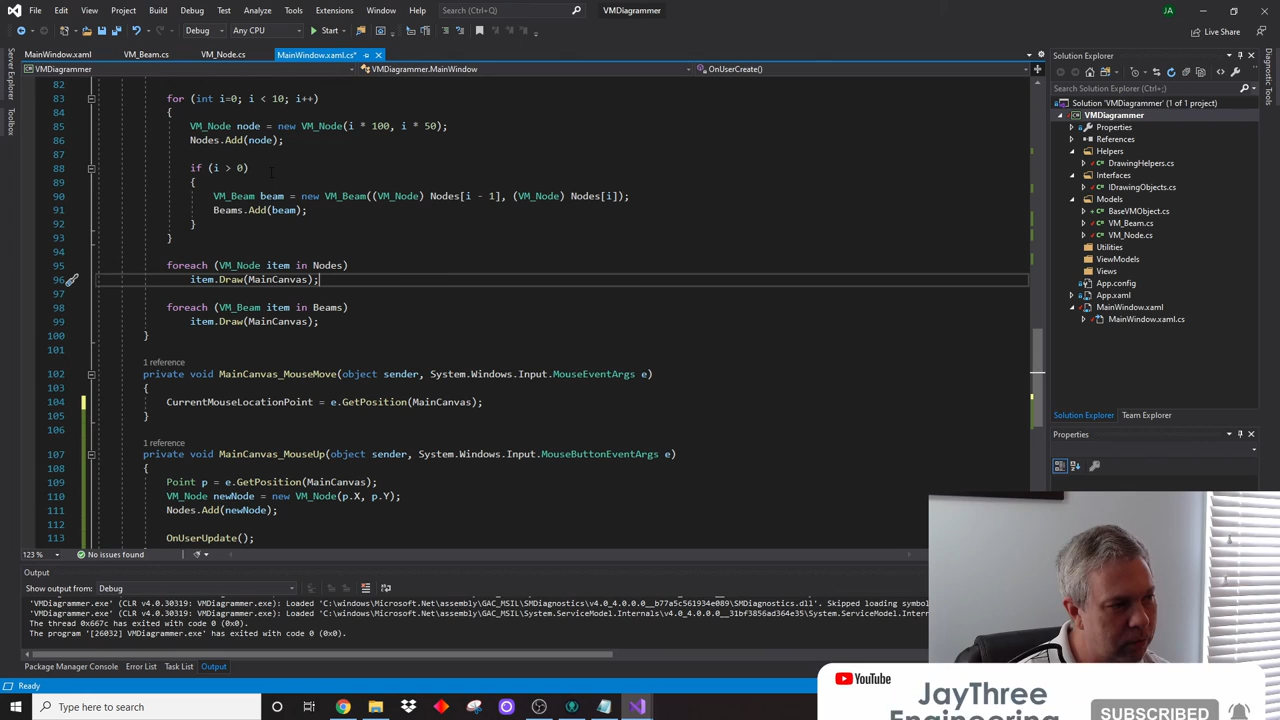 File Edit View Project Build Debug Test Analyze Tools Extensions Window Help Search (Ctrl+Q) VMDiagrammer JA
Debug Any CPU Start Live Share
MainWindow.xaml VM_Beam.cs VM_Node.cs MainWindow.xaml.cs*
VMDiagrammer VMDiagrammer.MainWindow OnUserCreate()
Server Explorer
Toolbox
82
83 for (int i=0; i < 10; i++)
84 {
85 VM_Node node = new VM_Node(i * 100, i * 50);
86 Nodes.Add(node);
87
88 if (i > 0)
89 {
90 VM_Beam beam = new VM_Beam((VM_Node) Nodes[i - 1], (VM_Node) Nodes[i]);
91 Beams.Add(beam);
92 }
93 }
94
95 foreach (VM_Node item in Nodes)
96 item.Draw(MainCanvas);
97
98 foreach (VM_Beam item in Beams)
99 item.Draw(MainCanvas);
100 }
101
1 reference
102 private void MainCanvas_MouseMove(object sender, System.Windows.Input.MouseEventArgs e)
103 {
104 CurrentMouseLocationPoint = e.GetPosition(MainCanvas);
105 }
106
1 reference
107 private void MainCanvas_MouseUp(object sender, System.Windows.Input.MouseButtonEventArgs e)
108 {
109 Point p = e.GetPosition(MainCanvas);
110 VM_Node newNode = new VM_Node(p.X, p.Y);
111 Nodes.Add(newNode);
112
113 OnUserUpdate();
123 % No issues found
Output
Show output from: Debug
'VMDiagrammer.exe' (CLR v4.0.30319: VMDiagrammer.exe): Loaded 'C:\windows\Microsoft.Net\assembly\GAC_MSIL\SMDiagnostics\v4.0_4.0.0.0__b77a5c561934e089\SMDiagnostics.dll'. Skipped loading symbol
'VMDiagrammer.exe' (CLR v4.0.30319: VMDiagrammer.exe): Loaded 'C:\windows\Microsoft.Net\assembly\GAC_MSIL\System.ServiceModel.Internals\v4.0_4.0.0.0__31bf3856ad364e35\System.ServiceModel.Intern
The thread 0x667c has exited with code 0 (0x0).
The program '[26032] VMDiagrammer.exe' has exited with code 0 (0x0).
Package Manager Console Error List Task List Output
Ready
Type here to search
Solution Explorer
Search Solution Explorer (Ctrl+;)
Solution 'VMDiagrammer' (1 of 1 project)
VMDiagrammer
Properties
References
Helpers
DrawingHelpers.cs
Interfaces
IDrawingObjects.cs
Models
BaseVMObject.cs
VM_Beam.cs
VM_Node.cs
Utilities
ViewModels
Views
App.config
App.xaml
MainWindow.xaml
MainWindow.xaml.cs
Solution Explorer Team Explorer
Properties
Diagnostic Tools
YouTube
JayThree
Engineering
SUBSCRIBED